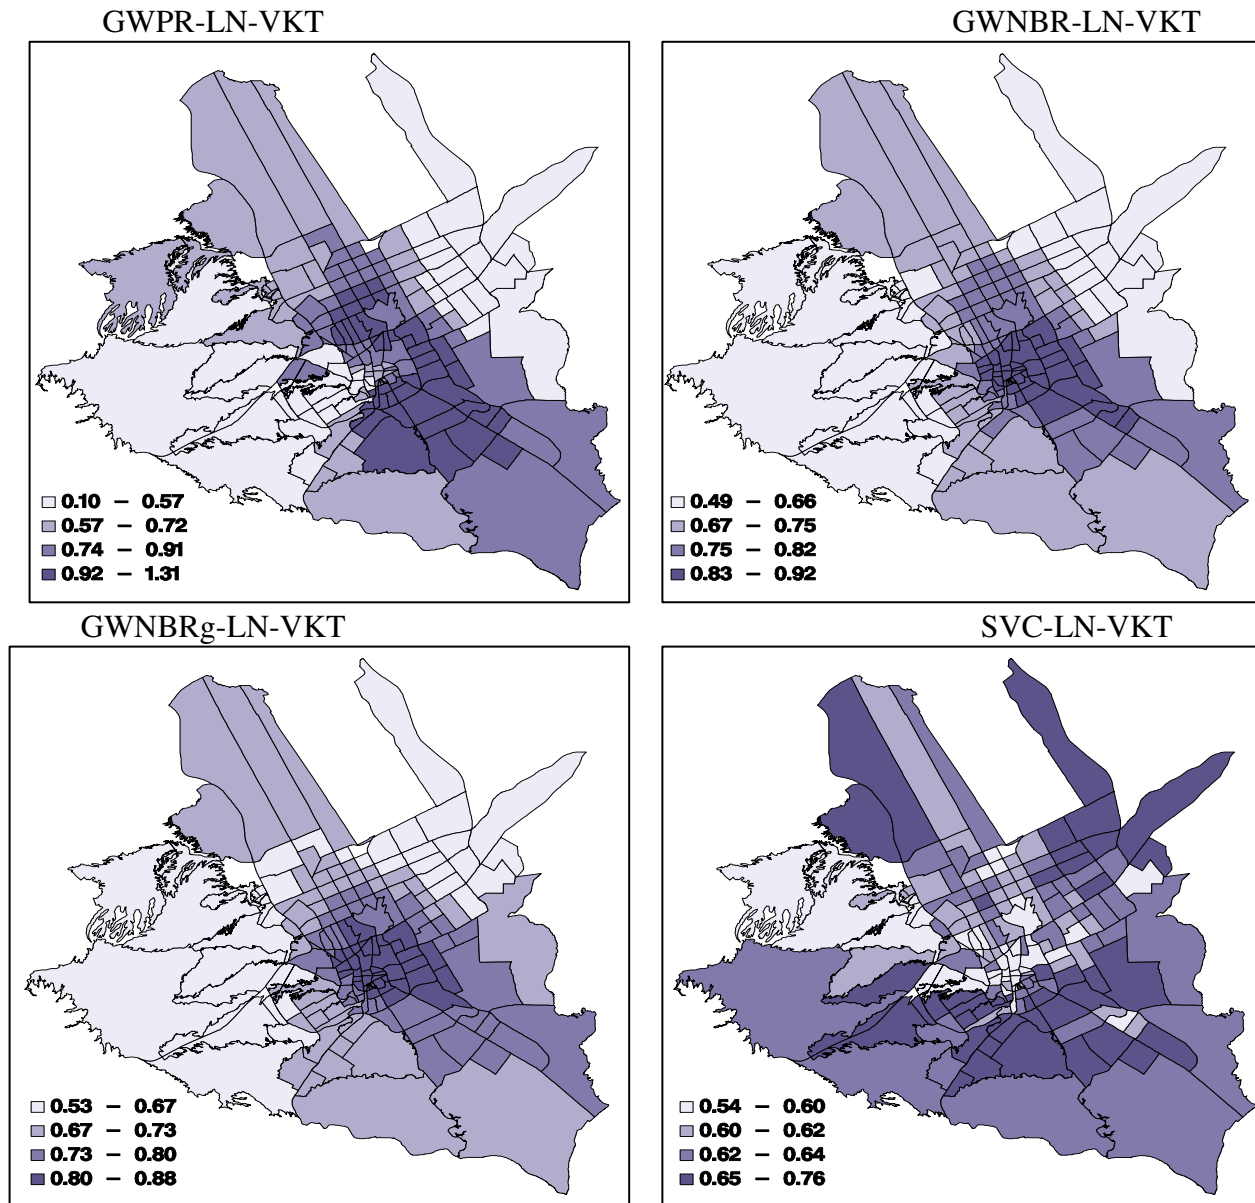 GWPR-LN-VKT
GWNBR-LN-VKT
0.10 – 0.57
0.57 – 0.72
0.74 – 0.91
0.92 – 1.31
0.49 – 0.66
0.67 – 0.75
0.75 – 0.82
0.83 – 0.92
GWNBRg-LN-VKT
SVC-LN-VKT
0.53 – 0.67
0.67 – 0.73
0.73 – 0.80
0.80 – 0.88
0.54 – 0.60
0.60 – 0.62
0.62 – 0.64
0.65 – 0.76